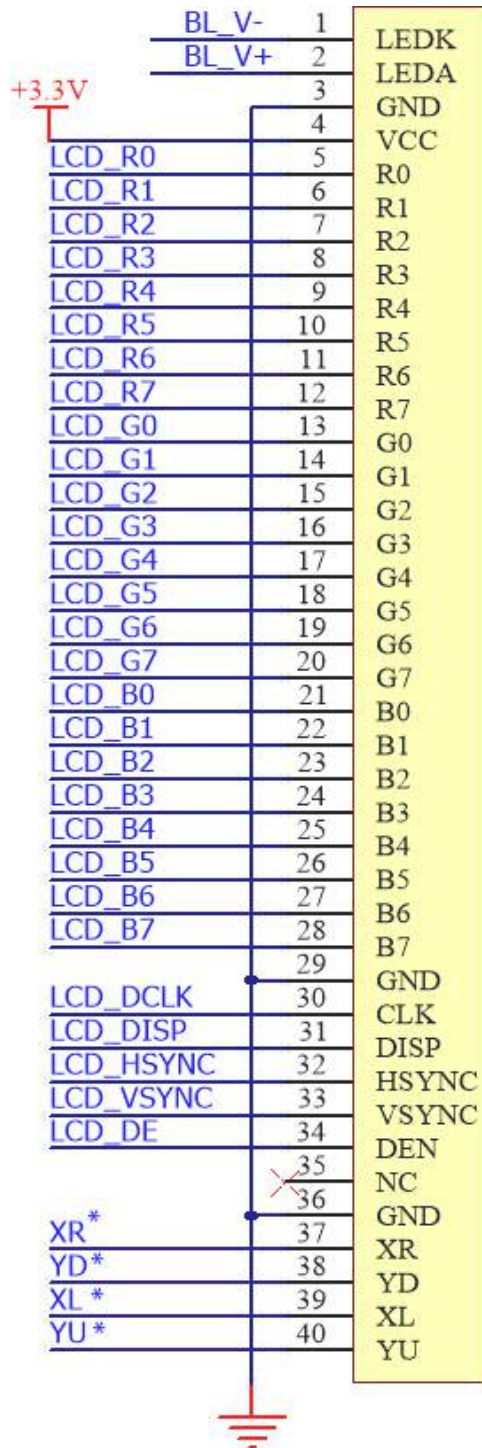 BL_V- 1 LEDK
BL_V+ 2 LEDA
+3.3V 3 GND
4 VCC
LCD_R0 5 R0
LCD_R1 6 R1
LCD_R2 7 R2
LCD_R3 8 R3
LCD_R4 9 R4
LCD_R5 10 R5
LCD_R6 11 R6
LCD_R7 12 R7
LCD_G0 13 G0
LCD_G1 14 G1
LCD_G2 15 G2
LCD_G3 16 G3
LCD_G4 17 G4
LCD_G5 18 G5
LCD_G6 19 G6
LCD_G7 20 G7
LCD_B0 21 B0
LCD_B1 22 B1
LCD_B2 23 B2
LCD_B3 24 B3
LCD_B4 25 B4
LCD_B5 26 B5
LCD_B6 27 B6
LCD_B7 28 B7
29 GND
LCD_DCLK 30 CLK
LCD_DISP 31 DISP
LCD_HSYNC 32 HSYNC
LCD_VSYNC 33 VSYNC
LCD_DE 34 DEN
35 NC
36 GND
XR* 37 XR
YD* 38 YD
XL* 39 XL
YU* 40 YU